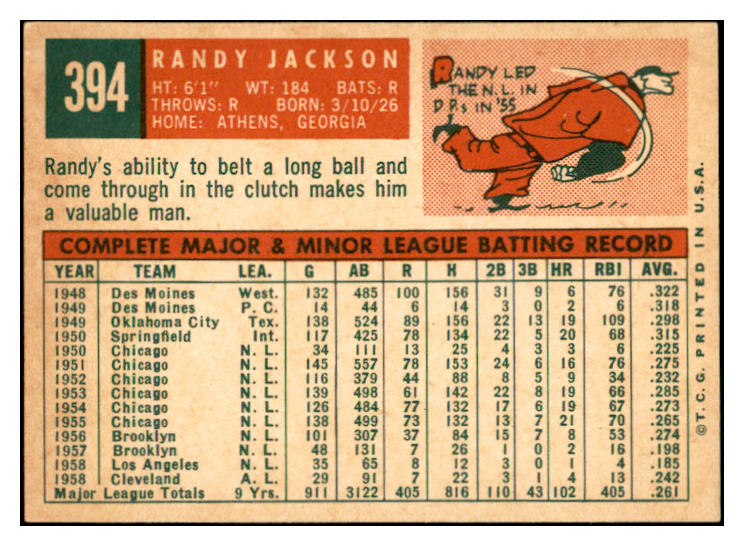 394
RANDY JACKSON
HT: 6'1" WT: 184 BATS: R
THROWS: R BORN: 3/10/26
HOME: ATHENS, GEORGIA
RANDY LED
THE N.L. IN
D.P.s IN '55
Randy's ability to belt a long ball and
come through in the clutch makes him
a valuable man.
COMPLETE MAJOR & MINOR LEAGUE BATTING RECORD
YEAR TEAM LEA. G AB R H 2B 3B HR RBI AVG.
1948 Des Moines West. 132 485 100 156 31 9 6 76 .322
1949 Des Moines P. C. 14 44 6 14 3 0 2 6 .318
1949 Oklahoma City Tex. 138 524 89 156 22 13 19 109 .298
1950 Springfield Int. 117 425 78 134 22 5 20 68 .315
1950 Chicago N. L. 34 111 13 25 4 3 3 6 .225
1951 Chicago N. L. 145 557 78 153 24 6 16 76 .275
1952 Chicago N. L. 116 379 44 88 8 5 9 34 .232
1953 Chicago N. L. 139 498 61 142 22 8 19 66 .285
1954 Chicago N. L. 126 484 77 132 17 6 19 67 .273
1955 Chicago N. L. 138 499 73 132 13 7 21 70 .265
1956 Brooklyn N. L. 101 307 37 84 15 7 8 53 .274
1957 Brooklyn N. L. 48 131 7 26 1 0 2 16 .198
1958 Los Angeles N. L. 35 65 8 12 3 0 1 4 .185
1958 Cleveland A. L. 29 91 7 22 3 1 4 13 .242
Major League Totals 9 Yrs. 911 3122 405 816 110 43 102 405 .261
©T.C.G. PRINTED IN U.S.A.